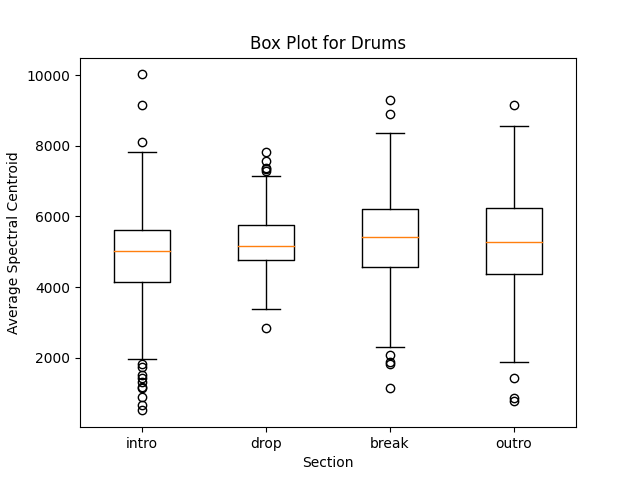 Box Plot for Drums
Average Spectral Centroid
10000
8000
6000
4000
2000
intro drop break outro
Section